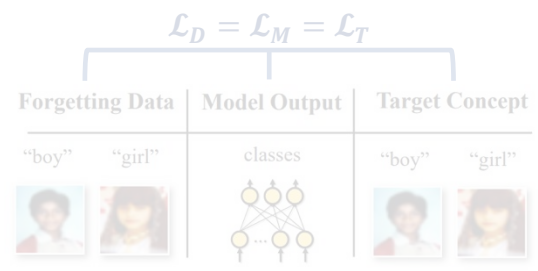 ℒ_D = ℒ_M = ℒ_T
Forgetting Data Model Output Target Concept
“boy” “girl” classes “boy” “girl”
...